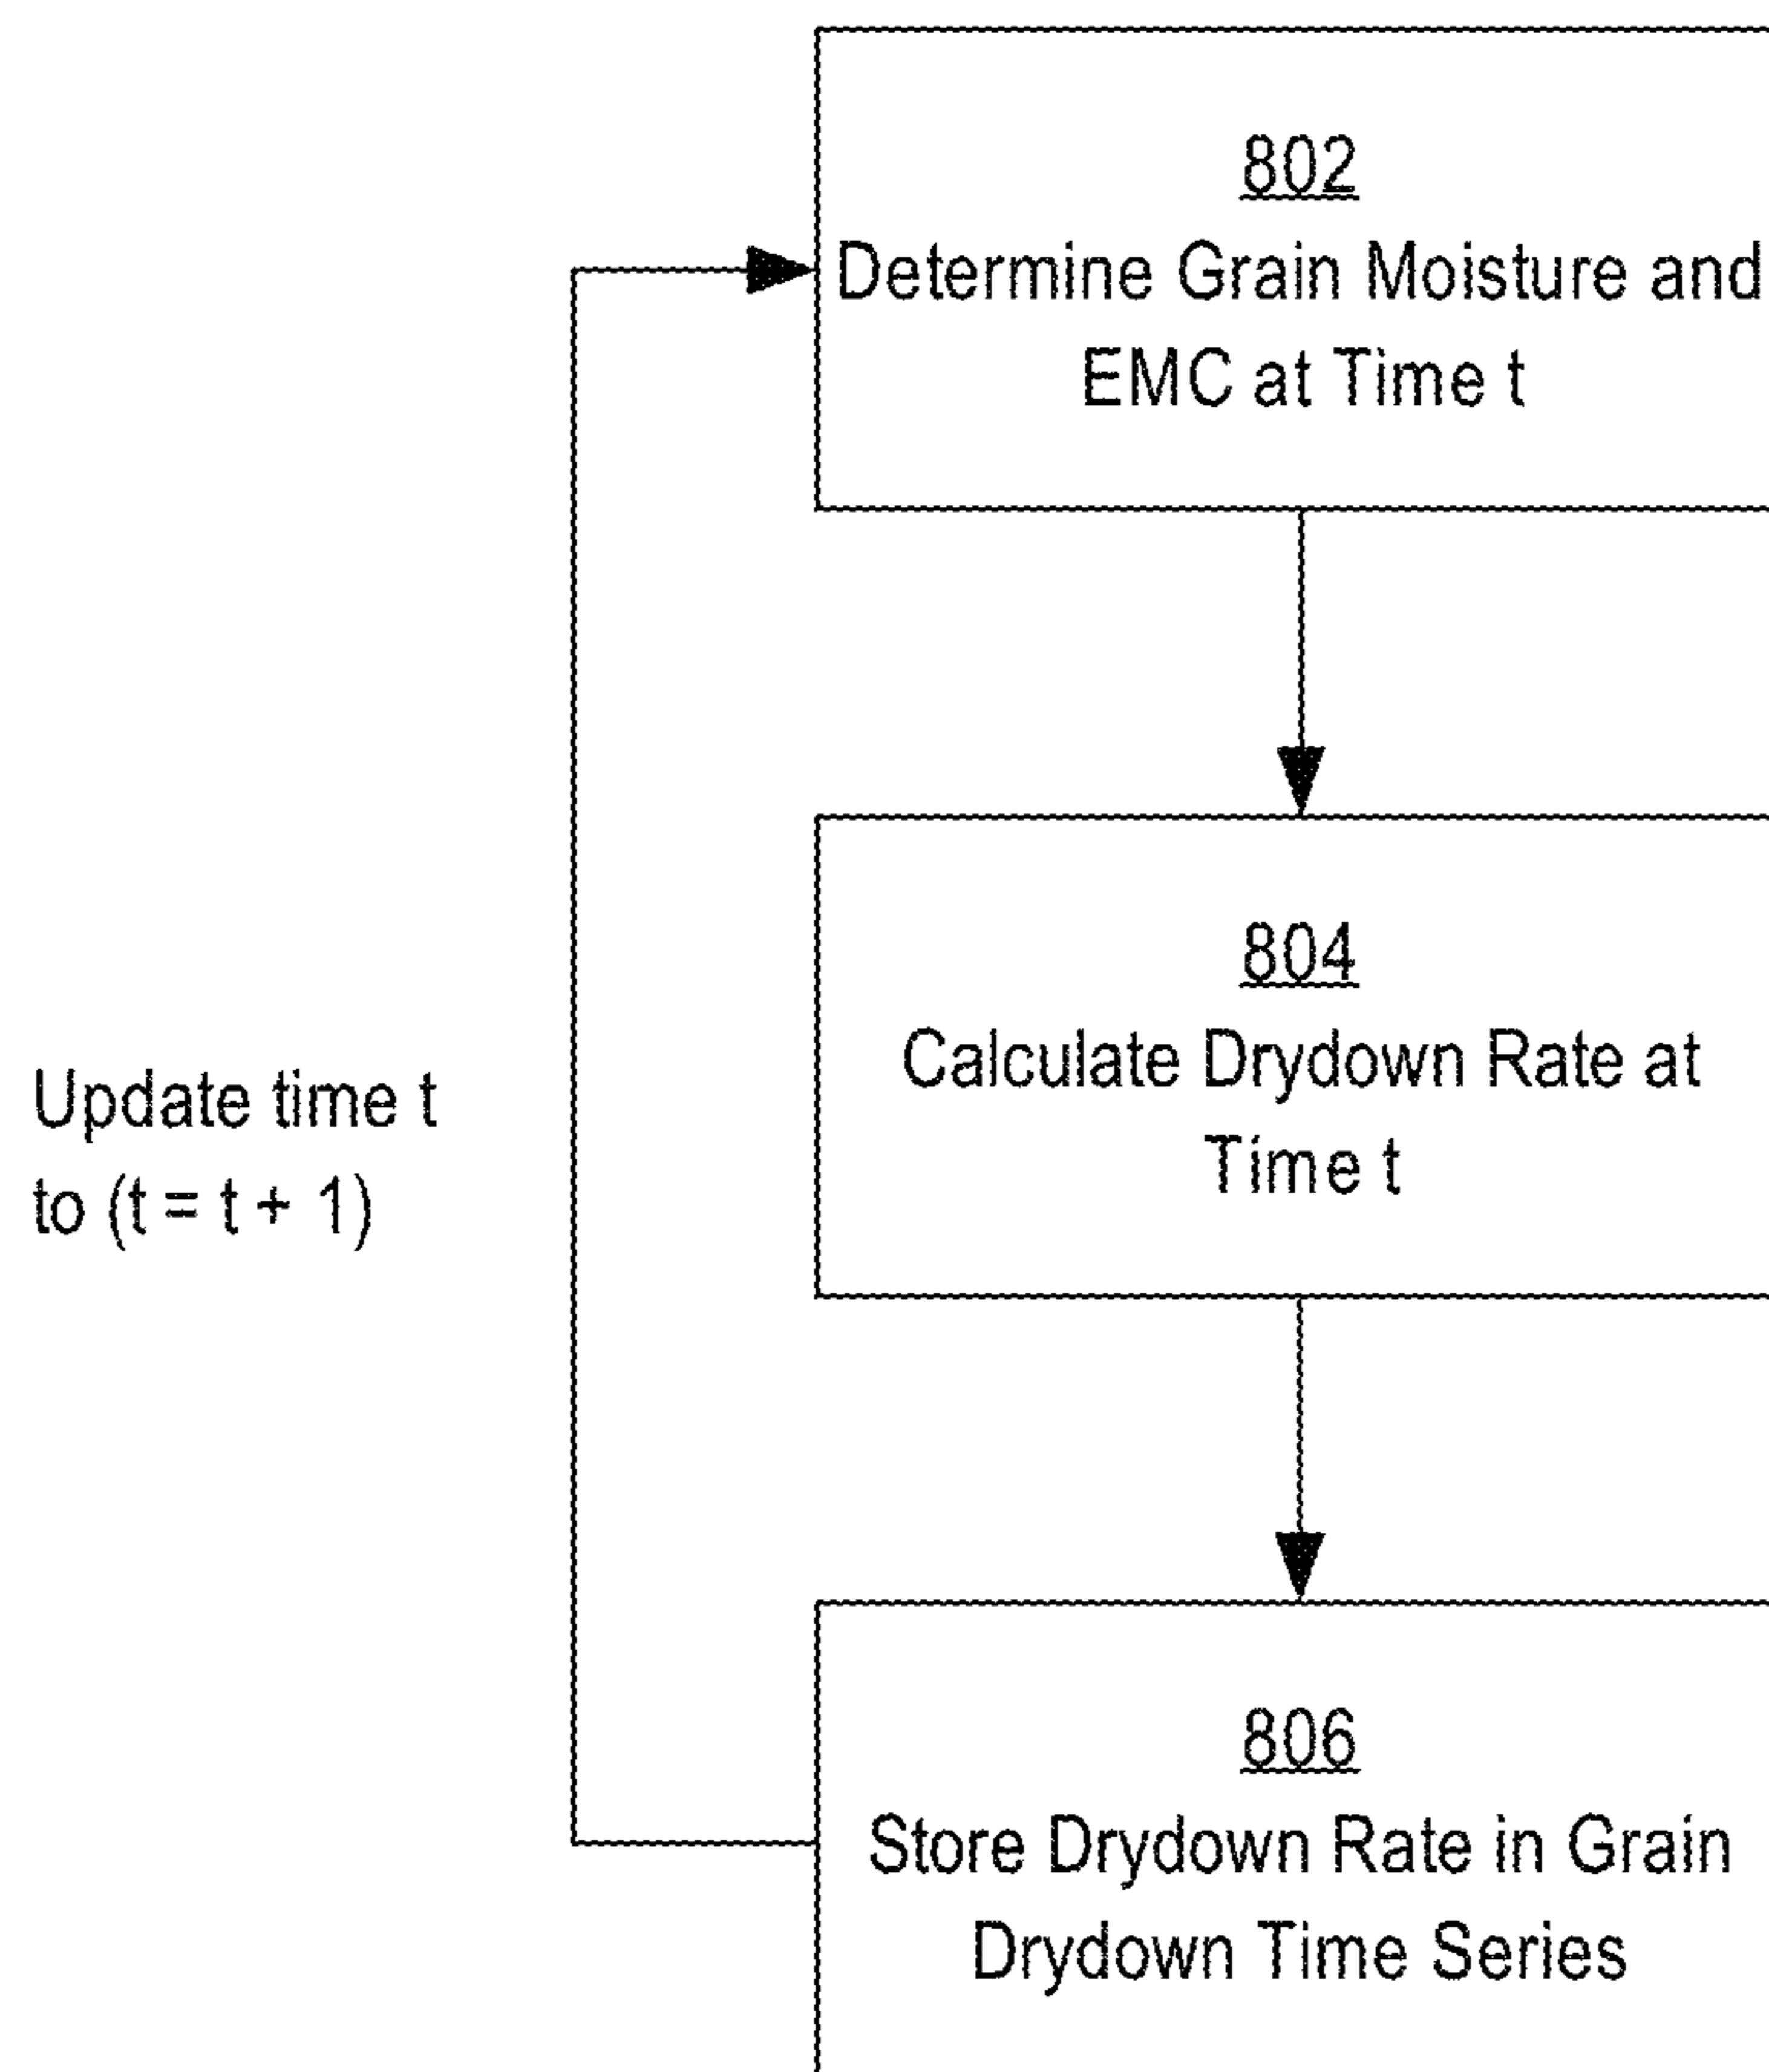 802
Determine Grain Moisture and
EMC at Time t
804
Calculate Drydown Rate at
Time t
Update time t
to (t = t + 1)
806
Store Drydown Rate in Grain
Drydown Time Series